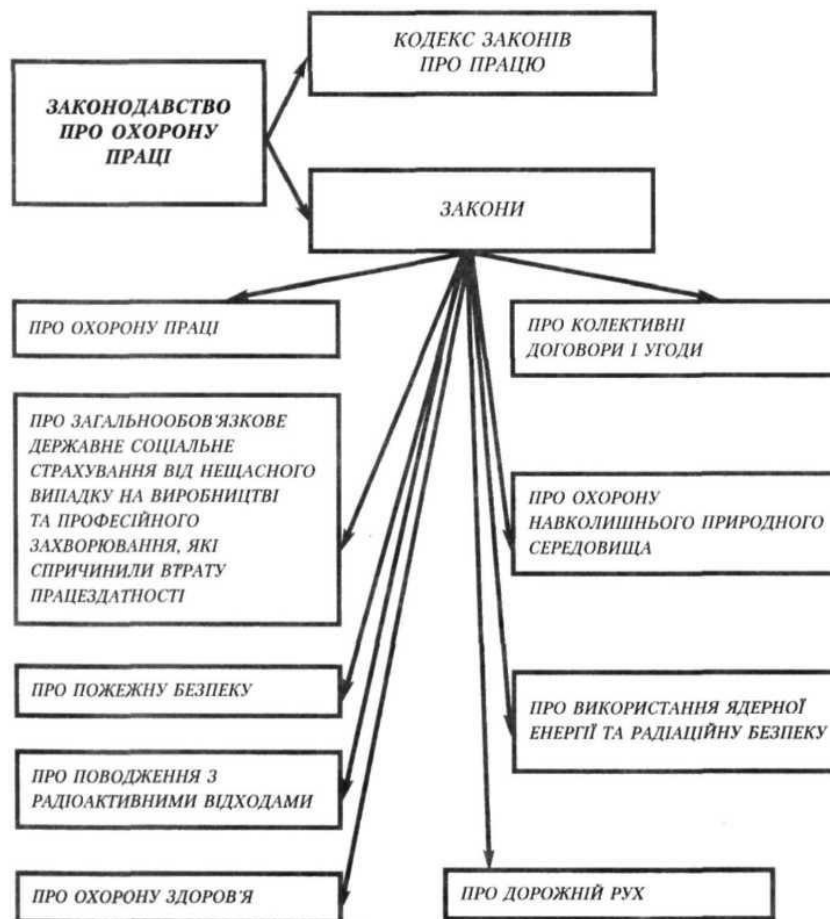 КОДЕКС ЗАКОНІВ
ПРО ПРАЦЮ
ЗАКОНОДАВСТВО
ПРО ОХОРОНУ
ПРАЦІ
ЗАКОНИ
ПРО ОХОРОНУ ПРАЦІ
ПРО КОЛЕКТИВНІ
ДОГОВОРИ І УГОДИ
ПРО ЗАГАЛЬНООБОВ'ЯЗКОВЕ
ДЕРЖАВНЕ СОЦІАЛЬНЕ
СТРАХУВАННЯ ВІД НЕЩАСНОГО
ВИПАДКУ НА ВИРОБНИЦТВІ
ТА ПРОФЕСІЙНОГО
ЗАХВОРЮВАННЯ, ЯКІ
СПРИЧИНИЛИ ВТРАТУ
ПРАЦЕЗДАТНОСТІ
ПРО ОХОРОНУ
НАВКОЛИШНЬОГО ПРИРОДНОГО
СЕРЕДОВИЩА
ПРО ПОЖЕЖНУ БЕЗПЕКУ
ПРО ВИКОРИСТАННЯ ЯДЕРНОЇ
ЕНЕРГІЇ ТА РАДІАЦІЙНУ БЕЗПЕКУ
ПРО ПОВОДЖЕННЯ З
РАДІОАКТИВНИМИ ВІДХОДАМИ
ПРО ОХОРОНУ ЗДОРОВ'Я
ПРО ДОРОЖНІЙ РУХ